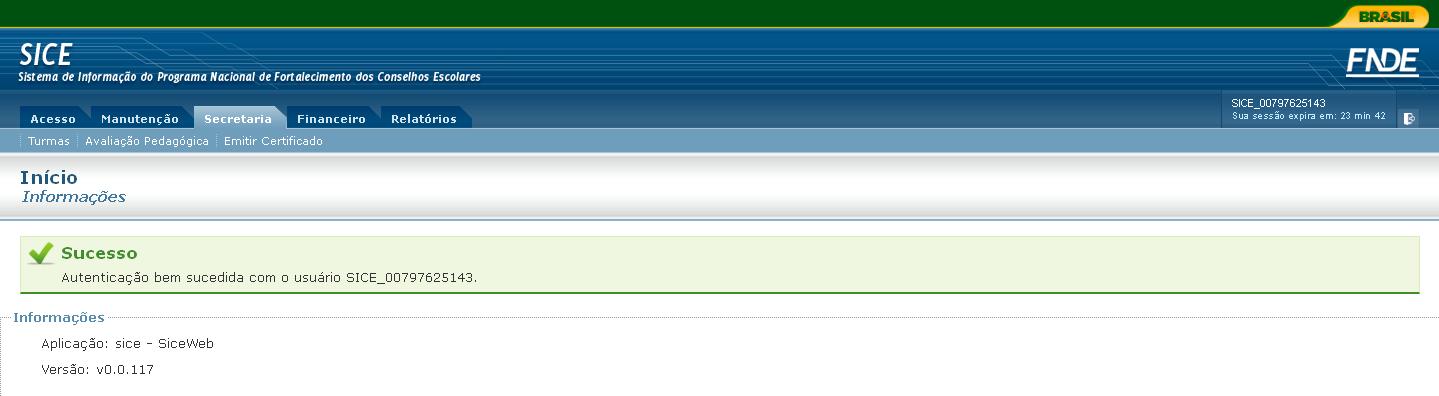 BRASIL
SICE
Sistema de Informação do Programa Nacional de Fortalecimento dos Conselhos Escolares
FNDE
Acesso Manutenção Secretaria Financeiro Relatórios
SICE_00797625143
Sua sessão expira em: 23 min 42
Turmas Avaliação Pedagógica Emitir Certificado
Início
Informações
Sucesso
Autenticação bem sucedida com o usuário SICE_00797625143.
Informações
Aplicação: sice - SiceWeb
Versão: v0.0.117